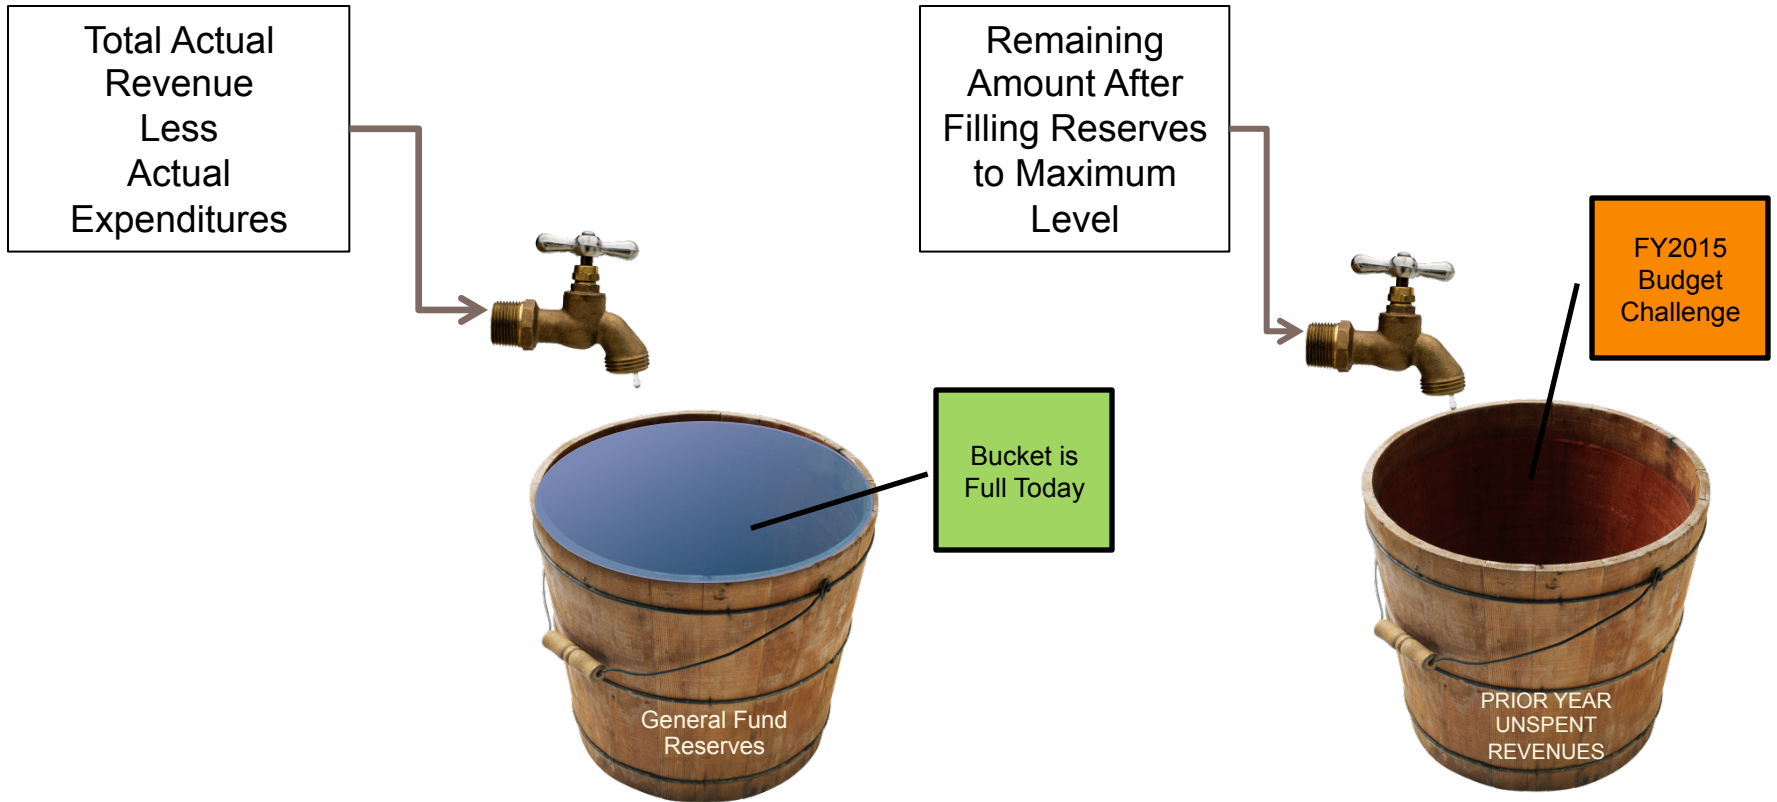 Total Actual
Revenue
Less
Actual
Expenditures
Remaining
Amount After
Filling Reserves
to Maximum
Level
FY2015
Budget
Challenge
Bucket is
Full Today
General Fund
Reserves
PRIOR YEAR
UNSPENT
REVENUES